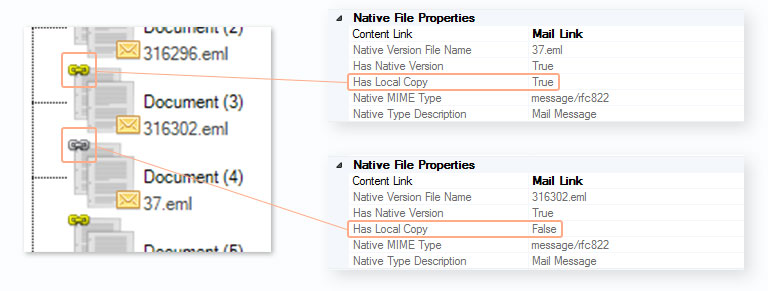 Document (2)
316296.eml
Document (3)
316302.eml
Document (4)
37.eml
Document (5)
Native File Properties
Content Link Mail Link
Native Version File Name 37.eml
Has Native Version True
Has Local Copy True
Native MIME Type message/rfc822
Native Type Description Mail Message
Native File Properties
Content Link Mail Link
Native Version File Name 316302.eml
Has Native Version True
Has Local Copy False
Native MIME Type message/rfc822
Native Type Description Mail Message